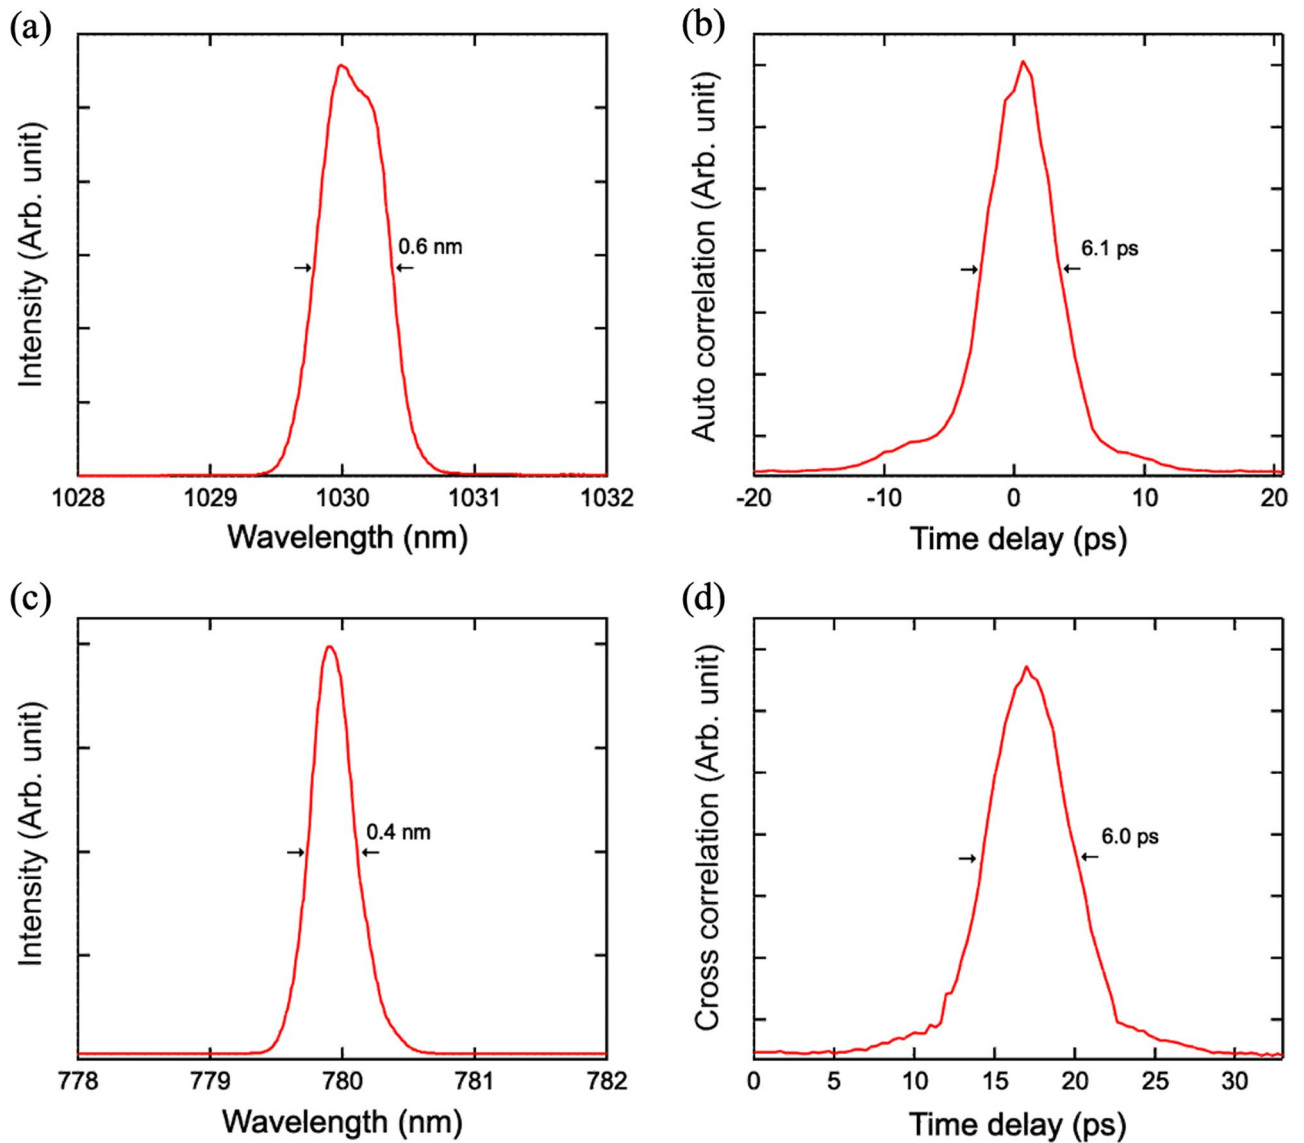 (a)
Intensity (Arb. unit)
0.6 nm
1028 1029 1030 1031 1032
Wavelength (nm)
(b)
Auto correlation (Arb. unit)
6.1 ps
-20 -10 0 10 20
Time delay (ps)
(c)
Intensity (Arb. unit)
0.4 nm
778 779 780 781 782
Wavelength (nm)
(d)
Cross correlation (Arb. unit)
6.0 ps
0 5 10 15 20 25 30
Time delay (ps)